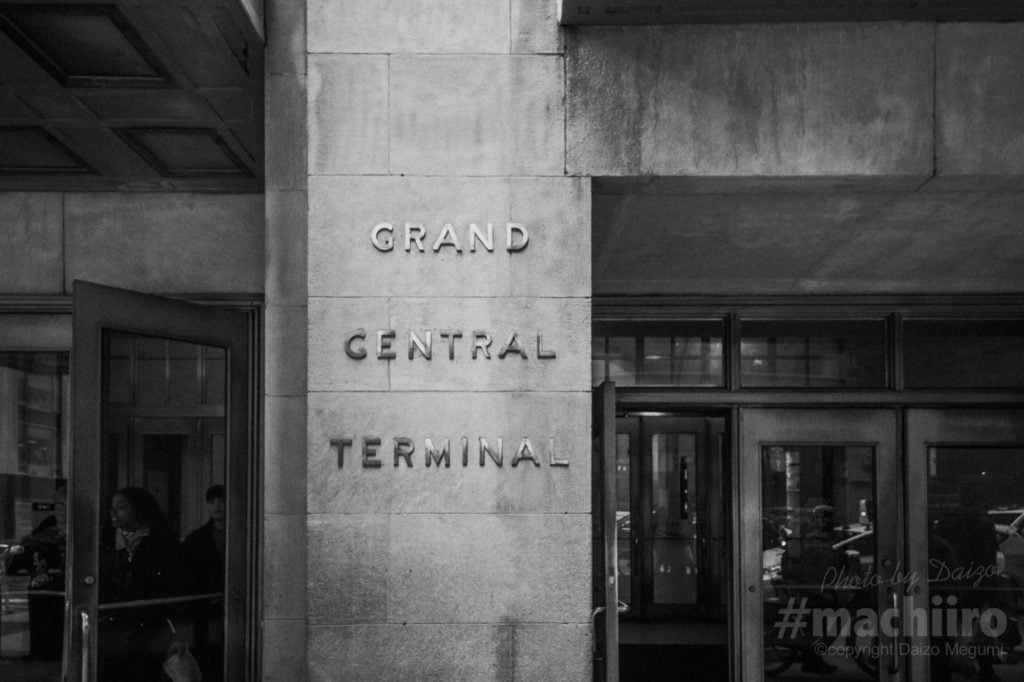 GRAND
CENTRAL
TERMINAL
Photo by Daizo
#machiiro
©copyright Daizo Megumi